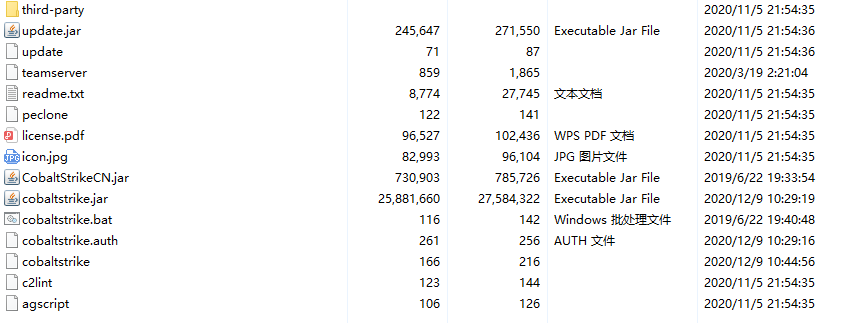 third-party 2020/11/5 21:54:35
update.jar 245,647 271,550 Executable Jar File 2020/11/5 21:54:36
update 71 87 2020/11/5 21:54:36
teamserver 859 1,865 2020/3/19 2:21:04
readme.txt 8,774 27,745 文本文档 2020/11/5 21:54:35
peclone 122 141 2020/11/5 21:54:35
license.pdf 96,527 102,436 WPS PDF 文档 2020/11/5 21:54:35
icon.jpg 82,993 96,104 JPG 图片文件 2020/11/5 21:54:35
CobaltStrikeCN.jar 730,903 785,726 Executable Jar File 2019/6/22 19:33:54
cobaltstrike.jar 25,881,660 27,584,322 Executable Jar File 2020/12/9 10:29:19
cobaltstrike.bat 116 142 Windows 批处理文件 2019/6/22 19:40:48
cobaltstrike.auth 261 256 AUTH 文件 2020/12/9 10:29:16
cobaltstrike 166 216 2020/12/9 10:44:56
c2lint 123 144 2020/11/5 21:54:35
agscript 106 126 2020/11/5 21:54:35